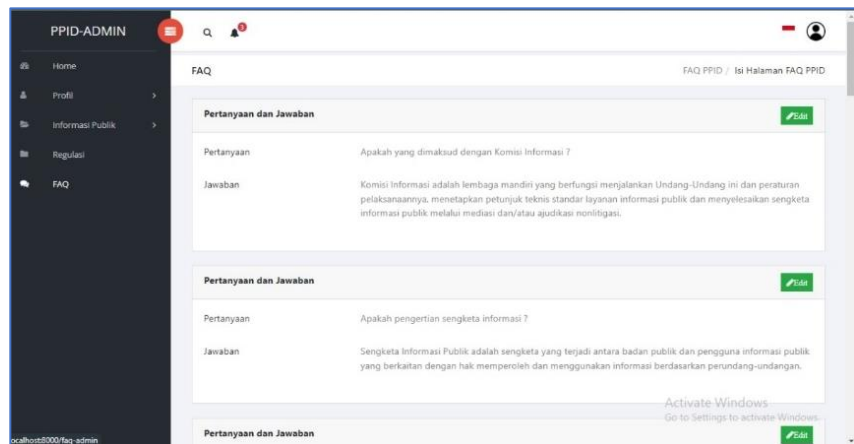 PPID-ADMIN
3
Home
FAQ
FAQ PPID / Isi Halaman FAQ PPID
Profil
Informasi Publik
Regulasi
FAQ
Pertanyaan dan Jawaban
Edit
Pertanyaan
Apakah yang dimaksud dengan Komisi Informasi ?
Jawaban
Komisi Informasi adalah lembaga mandiri yang berfungsi menjalankan Undang-Undang ini dan peraturan
pelaksanaannya, menetapkan petunjuk teknis standar layanan informasi publik dan menyelesaikan sengketa
informasi publik melalui mediasi dan/atau ajudikasi nonlitigasi.
Pertanyaan dan Jawaban
Edit
Pertanyaan
Apakah pengertian sengketa informasi ?
Jawaban
Sengketa Informasi Publik adalah sengketa yang terjadi antara badan publik dan pengguna informasi publik
yang berkaitan dengan hak memperoleh dan menggunakan informasi berdasarkan perundang-undangan.
Activate Windows
Go to Settings to activate Windows.
Pertanyaan dan Jawaban
Edit
ocalhost:8000/faq-admin